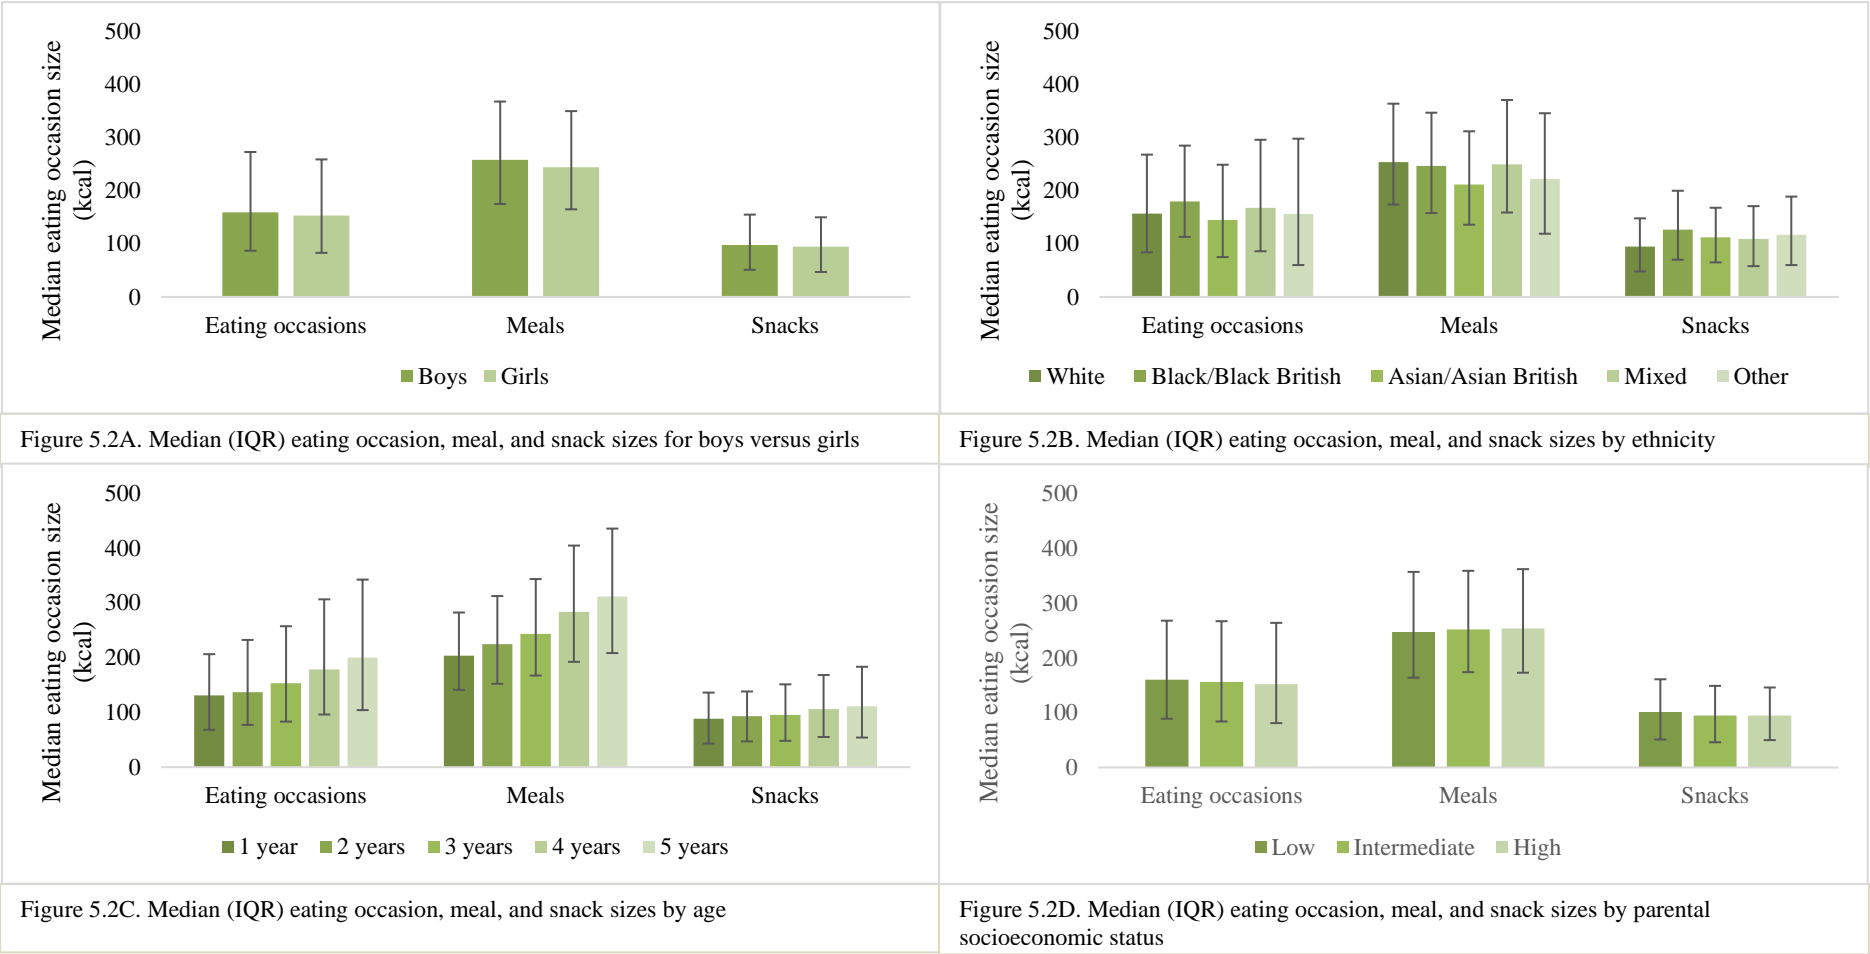 Median eating occasion size
(kcal)
500
400
300
200
100
0
Eating occasions Meals Snacks
Boys Girls
Figure 5.2A. Median (IQR) eating occasion, meal, and snack sizes for boys versus girls
Median eating occasion size
(kcal)
500
400
300
200
100
0
Eating occasions Meals Snacks
White Black/Black British Asian/Asian British Mixed Other
Figure 5.2B. Median (IQR) eating occasion, meal, and snack sizes by ethnicity
Median eating occasion size
(kcal)
500
400
300
200
100
0
Eating occasions Meals Snacks
1 year 2 years 3 years 4 years 5 years
Figure 5.2C. Median (IQR) eating occasion, meal, and snack sizes by age
Median eating occasion size
(kcal)
500
400
300
200
100
0
Eating occasions Meals Snacks
Low Intermediate High
Figure 5.2D. Median (IQR) eating occasion, meal, and snack sizes by parental
socioeconomic status